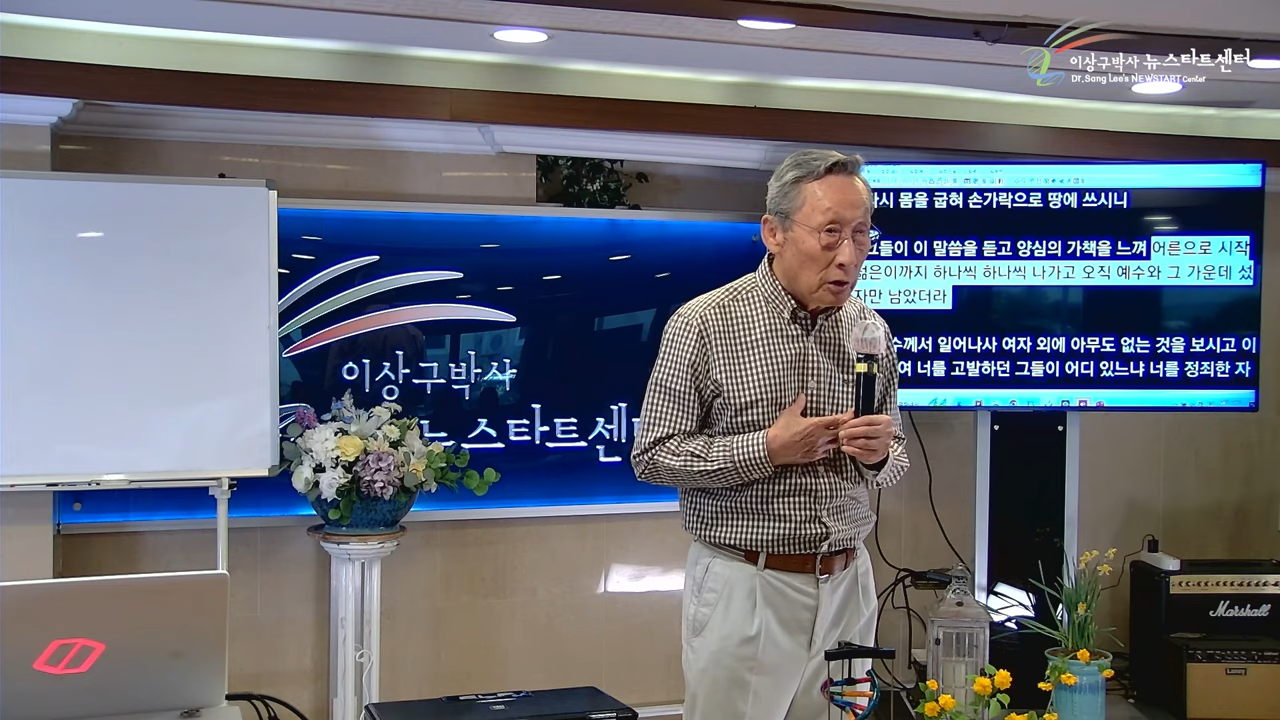 이상구박사 뉴스타트센터
Dr. Sang Lee's NEWSTART Center
이상구박사
뉴스타트센
시 몸을 굽혀 손가락으로 땅에 쓰시니
그들이 이 말씀을 듣고 양심의 가책을 느껴 어른으로 시작
젊은이까지 하나씩 하나씩 나가고 오직 예수와 그 가운데 섰
자만 남았더라
수께서 일어나사 여자 외에 아무도 없는 것을 보시고 이
여 너를 고발하던 그들이 어디 있느냐 너를 정죄한 자
Marshall
Laney